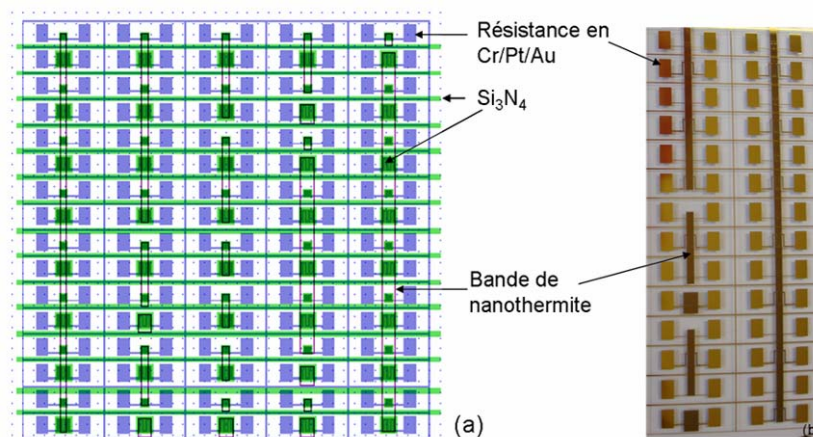 Résistance en
Cr/Pt/Au
Si₃N₄
Bande de
nanothermite
(a)
(b